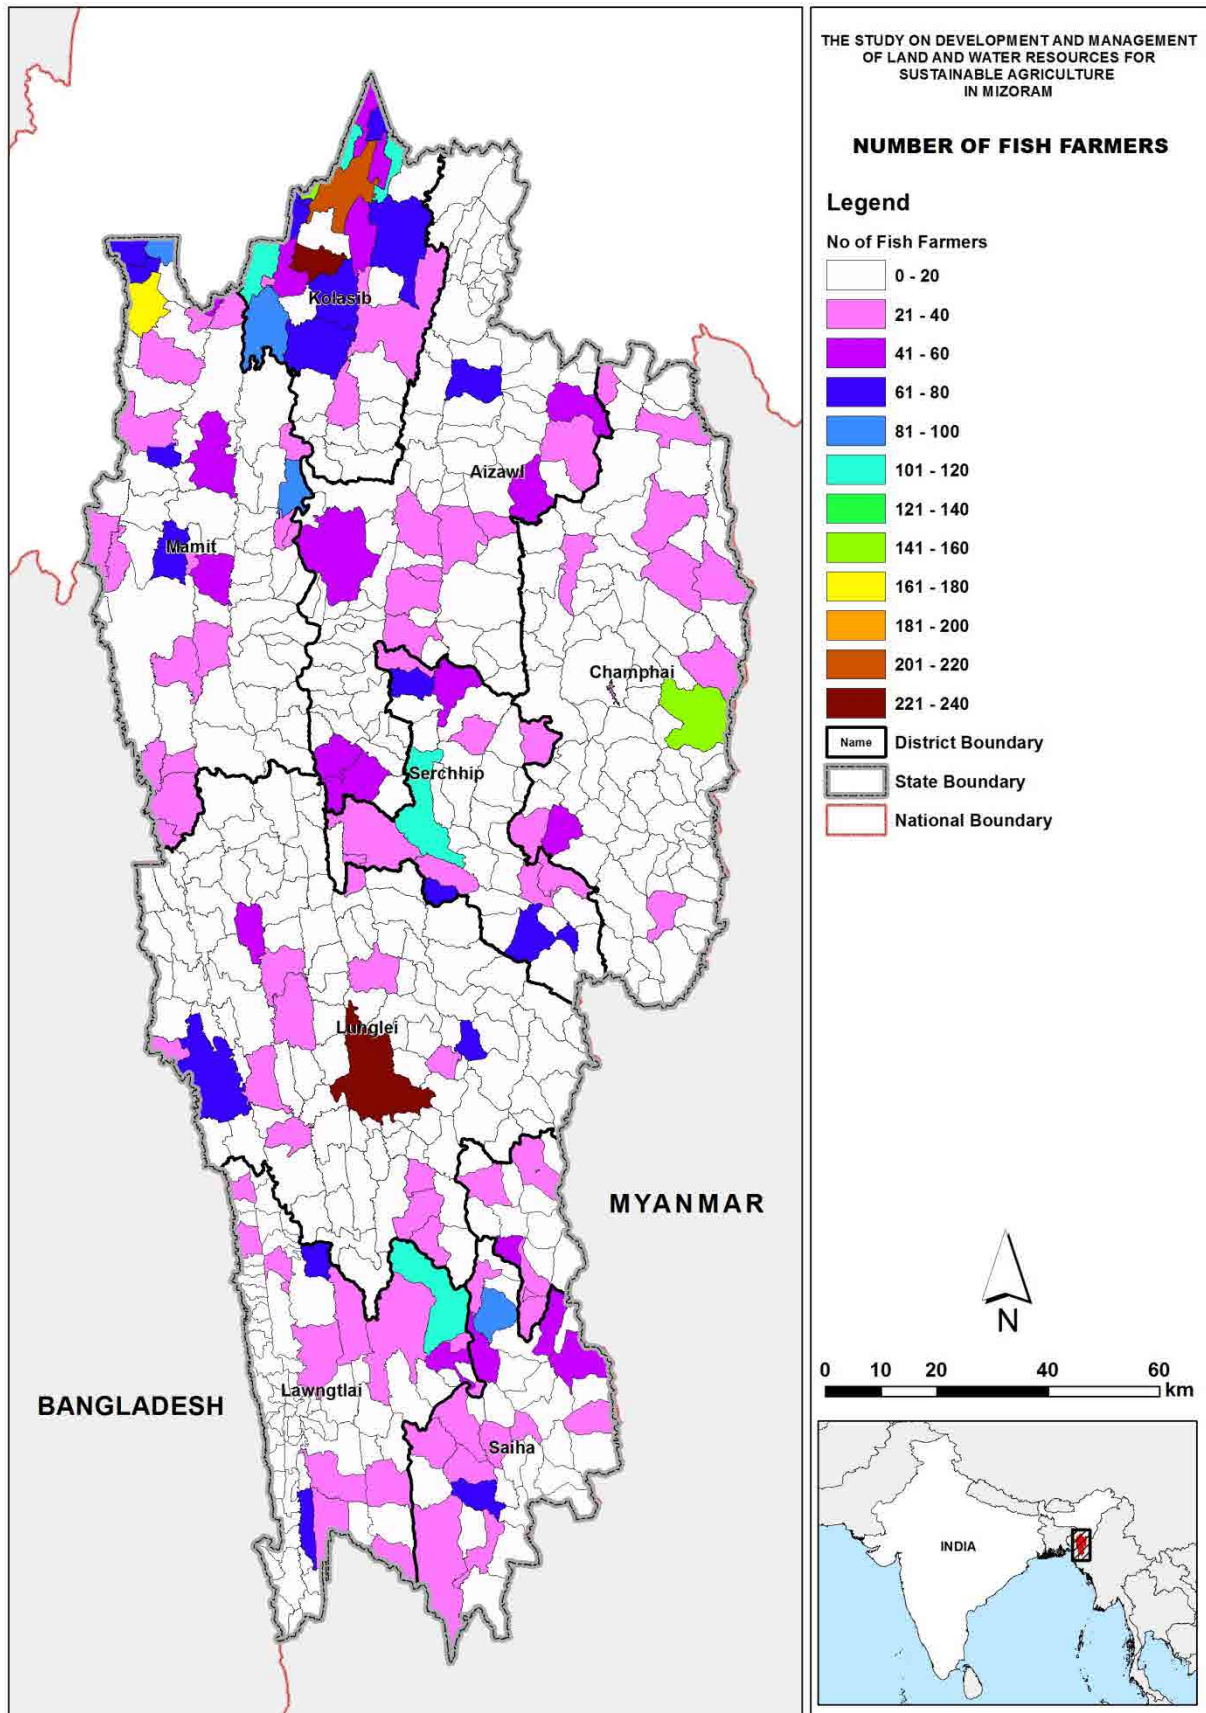 THE STUDY ON DEVELOPMENT AND MANAGEMENT
OF LAND AND WATER RESOURCES FOR
SUSTAINABLE AGRICULTURE
IN MIZORAM
NUMBER OF FISH FARMERS
Legend
No of Fish Farmers
0 - 20
21 - 40
41 - 60
61 - 80
81 - 100
101 - 120
121 - 140
141 - 160
161 - 180
181 - 200
201 - 220
221 - 240
Name District Boundary
State Boundary
National Boundary
Kolasib
Aizawl
Mamit
Champhai
Serchhip
Lunglei
MYANMAR
BANGLADESH
Lawngtlai
Saiha
N
0 10 20 40 60
km
INDIA